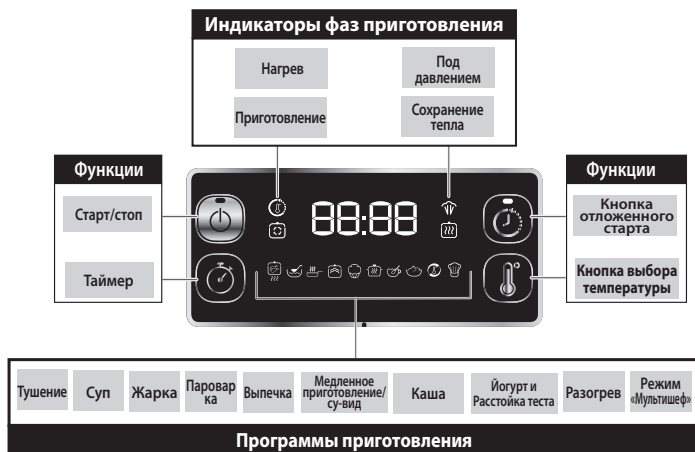 Индикаторы фаз приготовления
Нагрев
Под
давлением
Приготовление
Сохранение
тепла
Функции
Старт/стоп
Таймер
88:88
Функции
Кнопка
отложенного
старта
Кнопка выбора
температуры
Тушение
Суп
Жарка
Паровар
ка
Выпечка
Медленное
приготовление/
су-вид
Каша
Йогурт и
Расстойка теста
Разогрев
Режим
«Мультишеф»
Программы приготовления